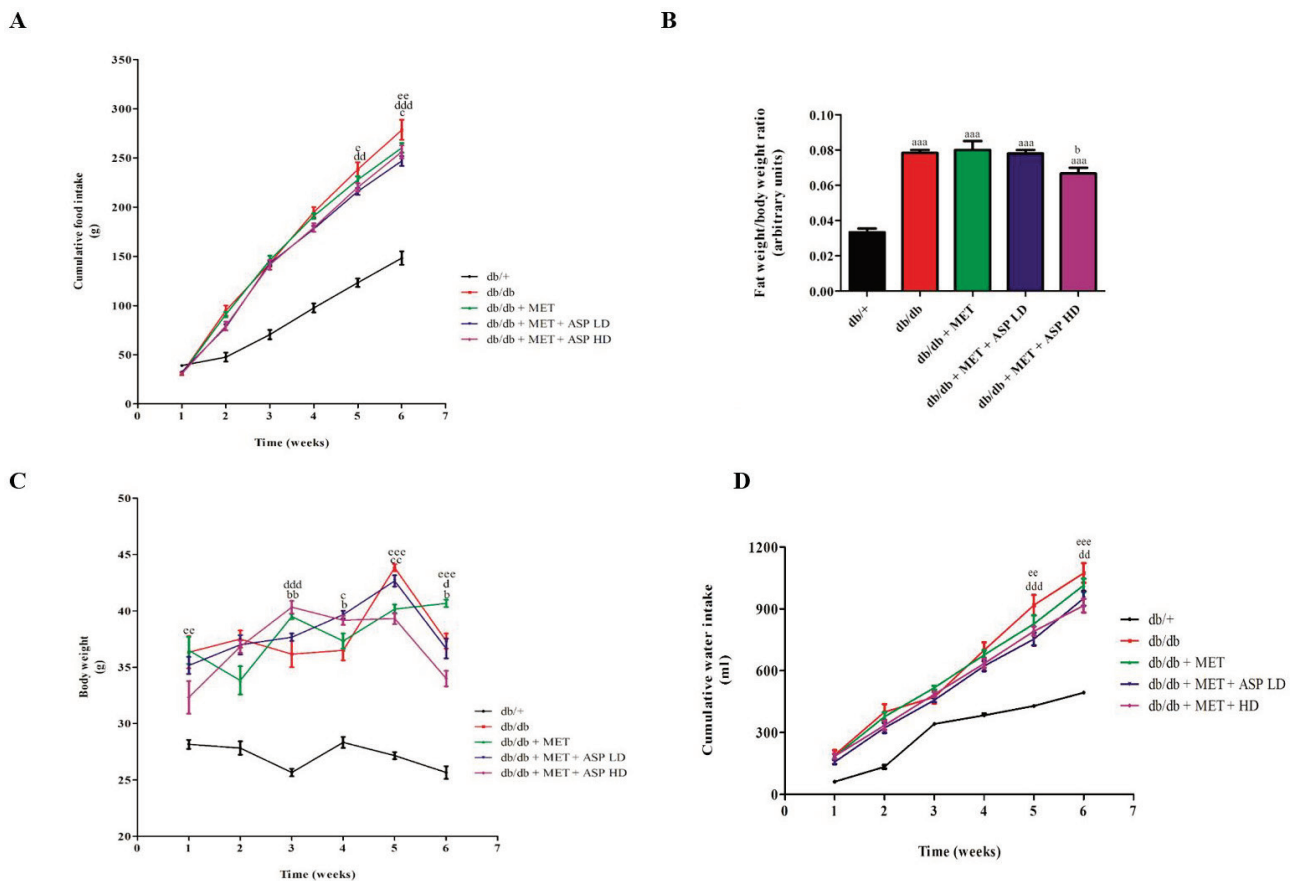 A
Cumulative food intake
(g)
350
300
250
200
150
100
50
0
0 1 2 3 4 5 6 7
Time (weeks)
c
dd
ee
ddd
c
db/+
db/db
db/db + MET
db/db + MET + ASP LD
db/db + MET + ASP HD
B
Fat weight/body weight ratio
(arbitrary units)
0.10
0.08
0.06
0.04
0.02
0.00
aaa
aaa
aaa
b
aaa
db/+
db/db
db/db + MET
db/db + MET + ASP LD
db/db + MET + ASP HD
C
Body weight
(g)
50
45
40
35
30
25
20
0 1 2 3 4 5 6 7
Time (weeks)
ee
ddd
bb
c
b
eee
cc
eee
d
b
db/+
db/db
db/db + MET
db/db + MET + ASP LD
db/db + MET + ASP HD
D
Cumulative water intake
(ml)
1200
900
600
300
0
0 1 2 3 4 5 6 7
Time (weeks)
ee
ddd
eee
dd
db/+
db/db
db/db + MET
db/db + MET + ASP LD
db/db + MET + HD